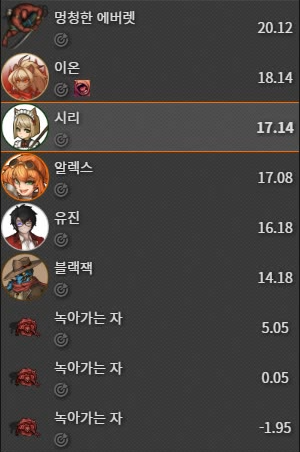 멍청한 에버렛
20.12
이온
18.14
시리
17.14
알렉스
17.08
유진
16.18
블랙잭
14.18
녹아가는 자
5.05
녹아가는 자
0.05
녹아가는 자
-1.95